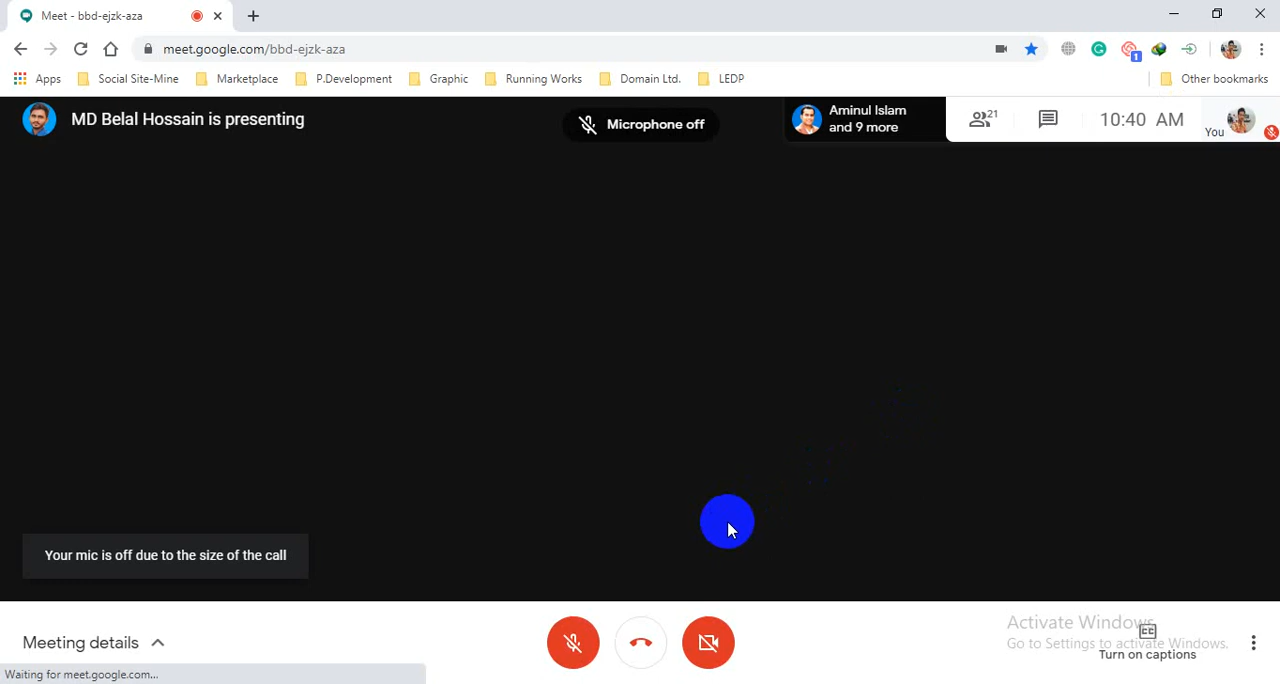 Meet - bbd-ejzk-aza
meet.google.com/bbd-ejzk-aza
1
Apps Social Site-Mine Marketplace P.Development Graphic Running Works Domain Ltd. LEDP Other bookmarks
MD Belal Hossain is presenting
Microphone off
Aminul Islam
and 9 more
21
10:40 AM
You
Your mic is off due to the size of the call
Meeting details
Activate Windows
Go to Settings to activate Windows.
CC
Turn on captions
Waiting for meet.google.com...